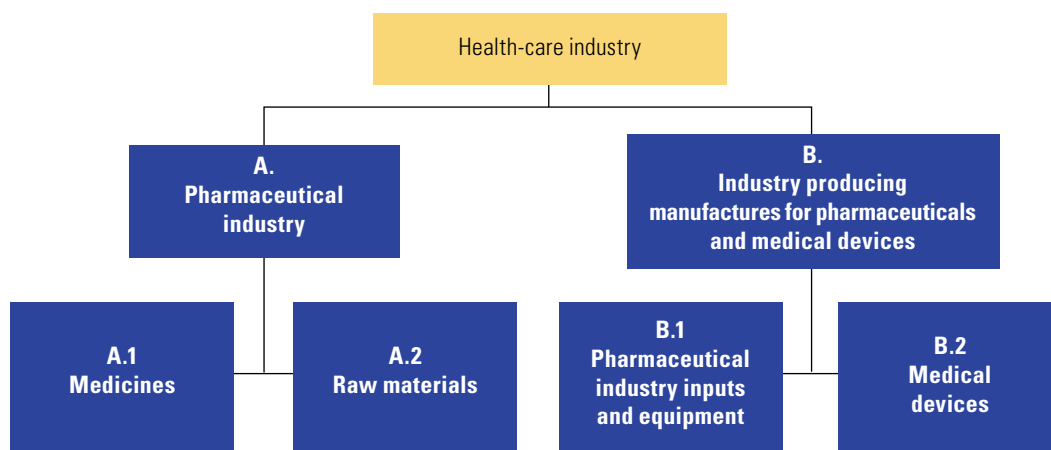 Health-care industry
A.
Pharmaceutical
industry
B.
Industry producing
manufactures for pharmaceuticals
and medical devices
A.1
Medicines
A.2
Raw materials
B.1
Pharmaceutical
industry inputs
and equipment
B.2
Medical
devices